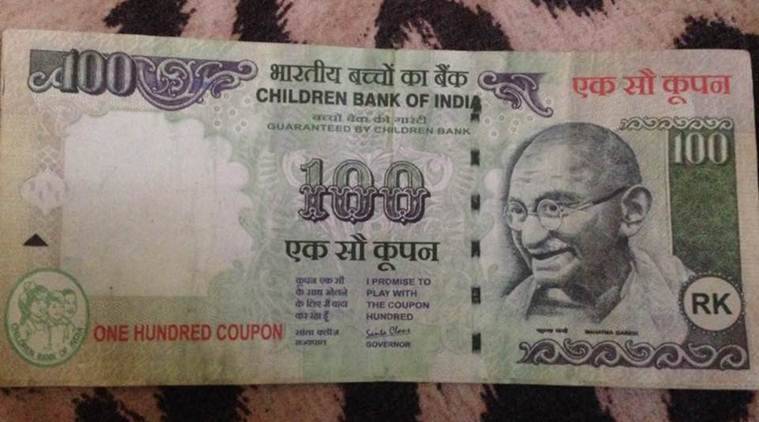 100
भारतीय बच्चों का बैंक
CHILDREN BANK OF INDIA
बच्चों बैंक की गारंटी
GUARANTEED BY CHILDREN BANK
एक सौ कूपन
100
100
एक सौ कूपन
कूपन एक सौ
के साथ खेलने
के लिए मैं वादा
कर रहा हूँ
I PROMISE TO
PLAY WITH
THE COUPON
HUNDRED
सांता क्लॉज
राज्यपाल
Santa Claus
GOVERNOR
ONE HUNDRED COUPON
CHILDREN BANK OF INDIA
महात्मा गांधी
MAHATMA GANDHI
RK